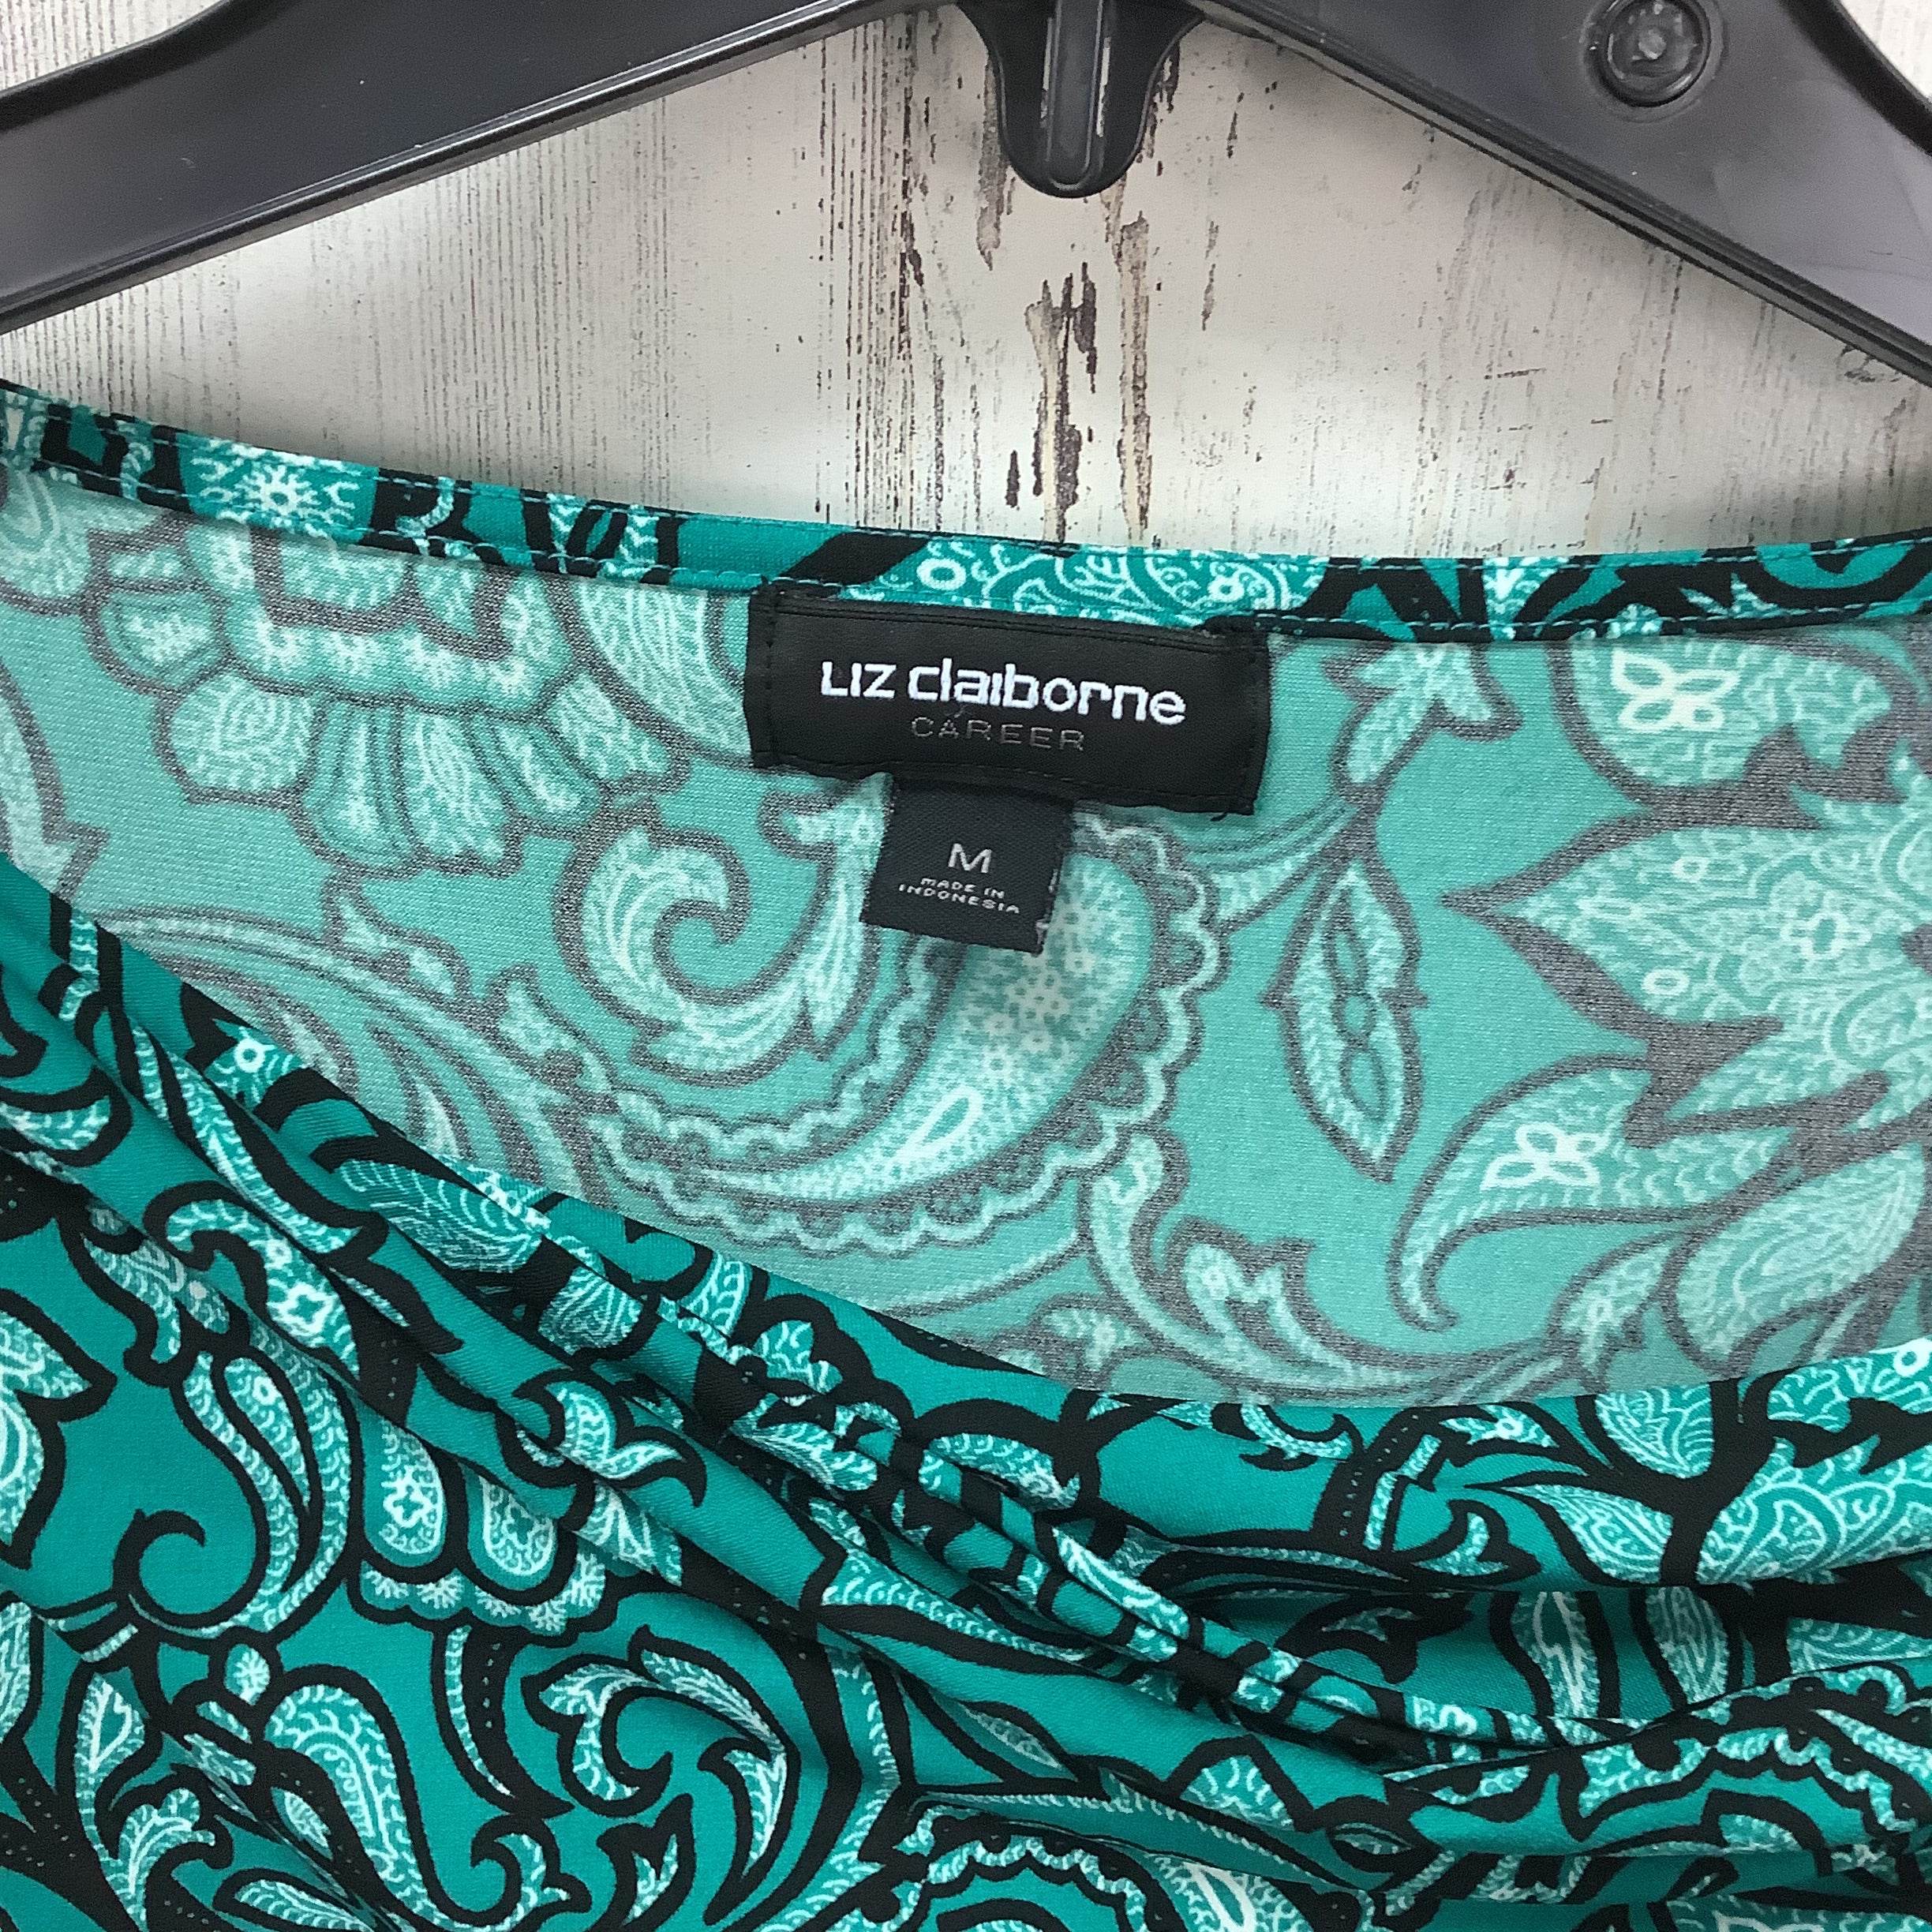 LIZ claiborne
CAREER
M
MADE IN
INDONESIA